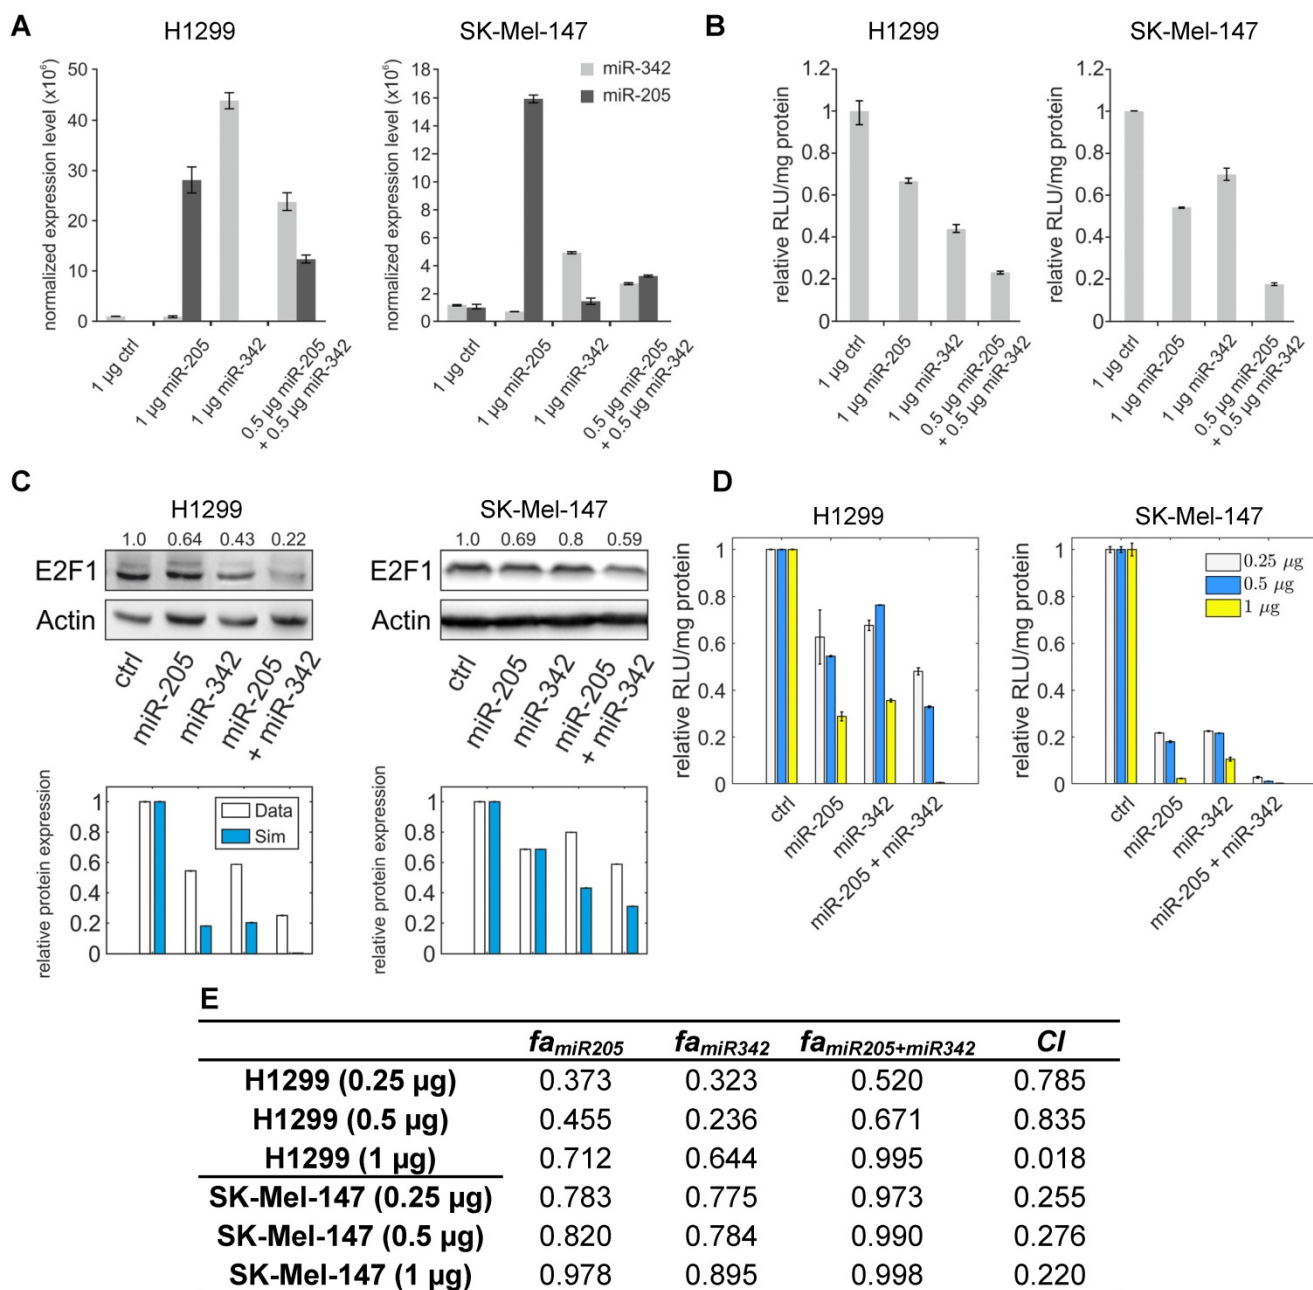 A
H1299
SK-Mel-147
normalized expression level (x10⁶)
50
40
30
20
10
0
1 µg ctrl
1 µg miR-205
1 µg miR-342
0.5 µg miR-205
+ 0.5 µg miR-342
normalized expression level (x10⁶)
18
16
14
12
10
8
6
4
2
0
miR-342
miR-205
1 µg ctrl
1 µg miR-205
1 µg miR-342
0.5 µg miR-205
+ 0.5 µg miR-342
B
H1299
SK-Mel-147
relative RLU/mg protein
1.2
1
0.8
0.6
0.4
0.2
0
1 µg ctrl
1 µg miR-205
1 µg miR-342
0.5 µg miR-205
+ 0.5 µg miR-342
relative RLU/mg protein
1.2
1
0.8
0.6
0.4
0.2
0
1 µg ctrl
1 µg miR-205
1 µg miR-342
0.5 µg miR-205
+ 0.5 µg miR-342
C
H1299
1.0 0.64 0.43 0.22
E2F1
Actin
ctrl
miR-205
miR-342
miR-205
+ miR-342
SK-Mel-147
1.0 0.69 0.8 0.59
E2F1
Actin
ctrl
miR-205
miR-342
miR-205
+ miR-342
relative protein expression
1
0.8
0.6
0.4
0.2
0
Data
Sim
relative protein expression
1
0.8
0.6
0.4
0.2
0
D
H1299
relative RLU/mg protein
1
0.8
0.6
0.4
0.2
0
ctrl
miR-205
miR-342
miR-205 + miR-342
SK-Mel-147
relative RLU/mg protein
1
0.8
0.6
0.4
0.2
0
0.25 µg
0.5 µg
1 µg
ctrl
miR-205
miR-342
miR-205 + miR-342
E
fa miR205 fa miR342 fa miR205+miR342 CI
H1299 (0.25 µg) 0.373 0.323 0.520 0.785
H1299 (0.5 µg) 0.455 0.236 0.671 0.835
H1299 (1 µg) 0.712 0.644 0.995 0.018
SK-Mel-147 (0.25 µg) 0.783 0.775 0.973 0.255
SK-Mel-147 (0.5 µg) 0.820 0.784 0.990 0.276
SK-Mel-147 (1 µg) 0.978 0.895 0.998 0.220